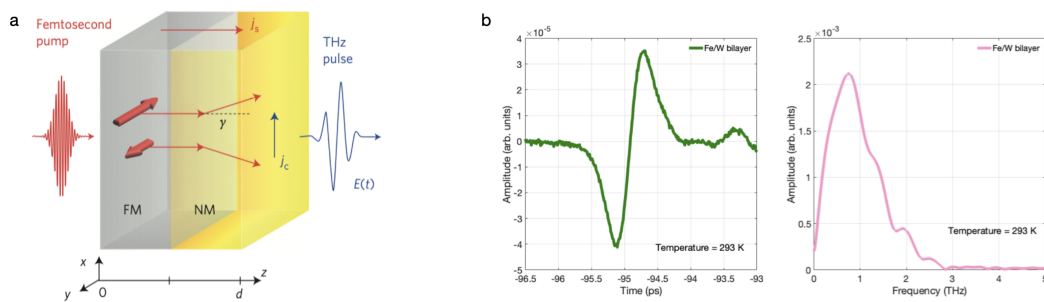 a
Femtosecond
pump
j_s
THz
pulse
γ
j_c
E(t)
FM
NM
x
y
0
d
z
b
×10⁻⁵
4
3
2
1
0
-1
-2
-3
-4
-5
Amplitude (arb. units)
Fe/W bilayer
Temperature = 293 K
-96.5
-96
-95.5
-95
-94.5
-94
-93.5
-93
Time (ps)
×10⁻³
2.5
2
1.5
1
0.5
0
Amplitude (arb. units)
Fe/W bilayer
Temperature = 293 K
0
1
2
3
4
5
Frequency (THz)